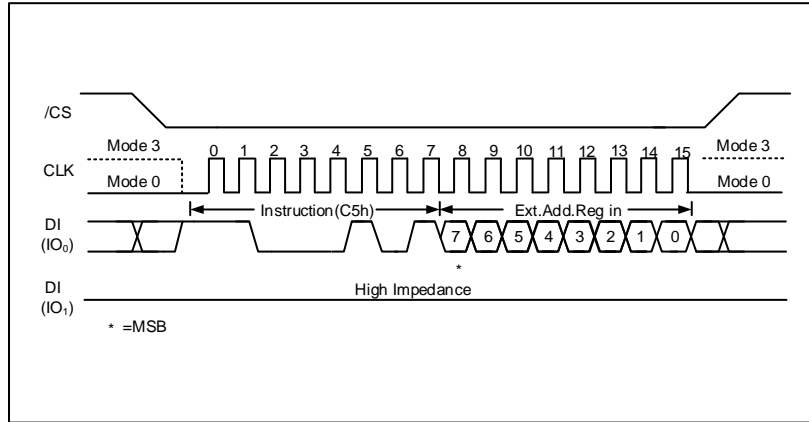 /CS
Mode 3
Mode 3
0 1 2 3 4 5 6 7 8 9 10 11 12 13 14 15
CLK
Mode 0
Mode 0
Instruction(C5h)
Ext.Add.Reg in
DI
(IO₀)
7 6 5 4 3 2 1 0
*
DI
(IO₁)
High Impedance
* =MSB